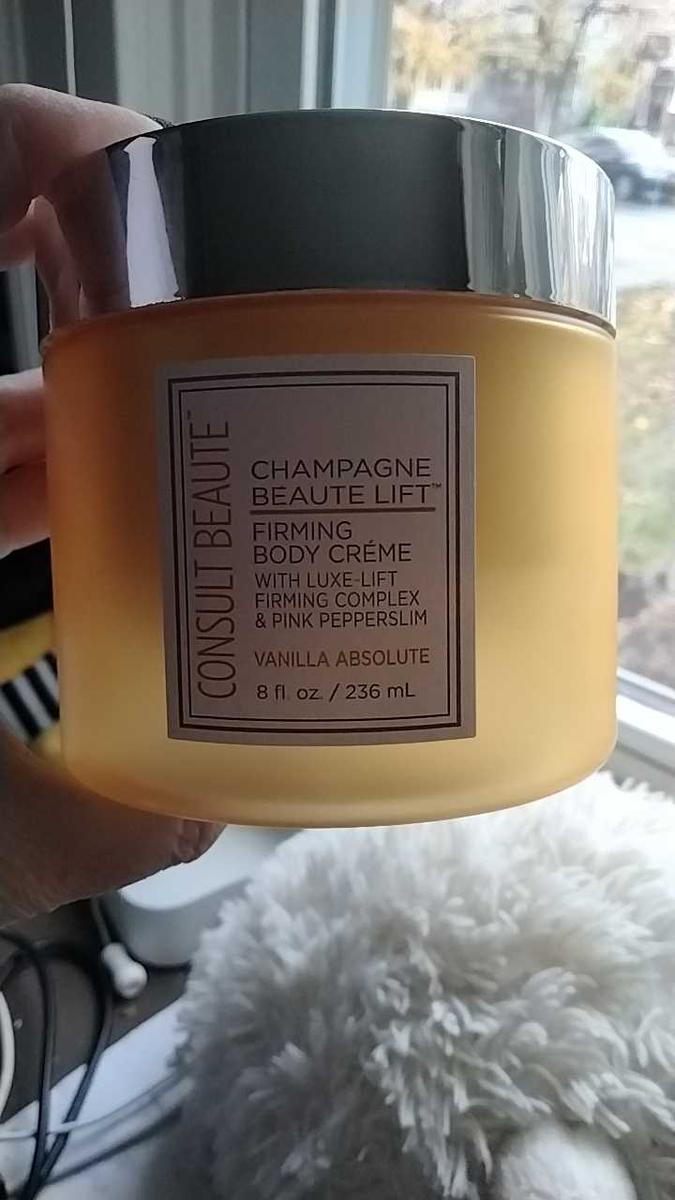 CONSULT BEAUTE™
CHAMPAGNE
BEAUTE LIFT™
FIRMING
BODY CRÉME
WITH LUXE-LIFT
FIRMING COMPLEX
& PINK PEPPERSLIM
VANILLA ABSOLUTE
8 fl. oz. / 236 mL